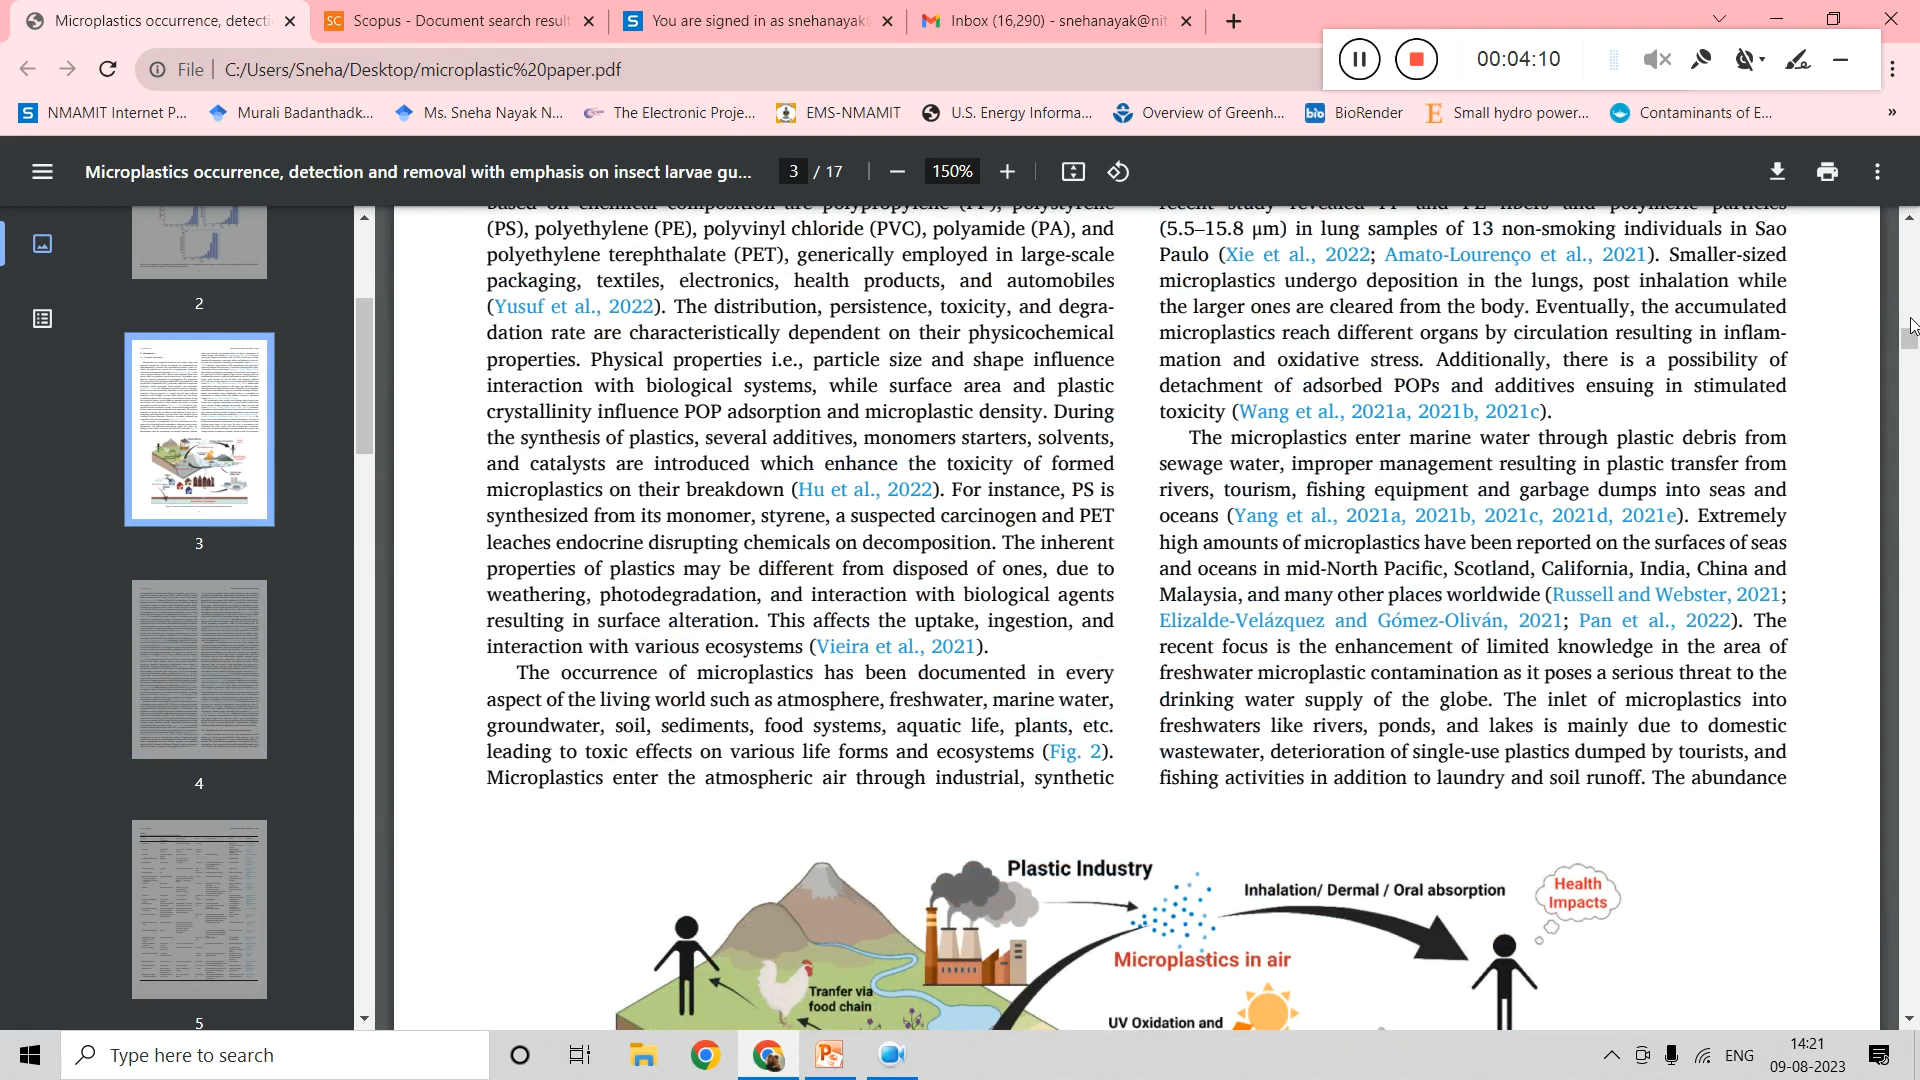 Microplastics occurrence, detecti
Scopus - Document search result
You are signed in as snehanayak
Inbox (16,290) - snehanayak@nit
File
C:/Users/Sneha/Desktop/microplastic%20paper.pdf
00:04:10
NMAMIT Internet P...
Murali Badanthadk...
Ms. Sneha Nayak N...
The Electronic Proje...
EMS-NMAMIT
U.S. Energy Informa...
Overview of Greenh...
bio
BioRender
Small hydro power...
Contaminants of E...
Microplastics occurrence, detection and removal with emphasis on insect larvae gu...
3 / 17
150%
2
3
4
5
based on chemical composition are polypropylene (PP), polystyrene
(PS), polyethylene (PE), polyvinyl chloride (PVC), polyamide (PA), and
polyethylene terephthalate (PET), generically employed in large-scale
packaging, textiles, electronics, health products, and automobiles
(Yusuf et al., 2022). The distribution, persistence, toxicity, and degra-
dation rate are characteristically dependent on their physicochemical
properties. Physical properties i.e., particle size and shape influence
interaction with biological systems, while surface area and plastic
crystallinity influence POP adsorption and microplastic density. During
the synthesis of plastics, several additives, monomers starters, solvents,
and catalysts are introduced which enhance the toxicity of formed
microplastics on their breakdown (Hu et al., 2022). For instance, PS is
synthesized from its monomer, styrene, a suspected carcinogen and PET
leaches endocrine disrupting chemicals on decomposition. The inherent
properties of plastics may be different from disposed of ones, due to
weathering, photodegradation, and interaction with biological agents
resulting in surface alteration. This affects the uptake, ingestion, and
interaction with various ecosystems (Vieira et al., 2021).
The occurrence of microplastics has been documented in every
aspect of the living world such as atmosphere, freshwater, marine water,
groundwater, soil, sediments, food systems, aquatic life, plants, etc.
leading to toxic effects on various life forms and ecosystems (Fig. 2).
Microplastics enter the atmospheric air through industrial, synthetic
recent study revealed PP and PE fibers and polymeric particles
(5.5–15.8 μm) in lung samples of 13 non-smoking individuals in Sao
Paulo (Xie et al., 2022; Amato-Lourenço et al., 2021). Smaller-sized
microplastics undergo deposition in the lungs, post inhalation while
the larger ones are cleared from the body. Eventually, the accumulated
microplastics reach different organs by circulation resulting in inflam-
mation and oxidative stress. Additionally, there is a possibility of
detachment of adsorbed POPs and additives ensuing in stimulated
toxicity (Wang et al., 2021a, 2021b, 2021c).
The microplastics enter marine water through plastic debris from
sewage water, improper management resulting in plastic transfer from
rivers, tourism, fishing equipment and garbage dumps into seas and
oceans (Yang et al., 2021a, 2021b, 2021c, 2021d, 2021e). Extremely
high amounts of microplastics have been reported on the surfaces of seas
and oceans in mid-North Pacific, Scotland, California, India, China and
Malaysia, and many other places worldwide (Russell and Webster, 2021;
Elizalde-Velázquez and Gómez-Oliván, 2021; Pan et al., 2022). The
recent focus is the enhancement of limited knowledge in the area of
freshwater microplastic contamination as it poses a serious threat to the
drinking water supply of the globe. The inlet of microplastics into
freshwaters like rivers, ponds, and lakes is mainly due to domestic
wastewater, deterioration of single-use plastics dumped by tourists, and
fishing activities in addition to laundry and soil runoff. The abundance
Plastic Industry
Inhalation/ Dermal / Oral absorption
Health
Impacts
Microplastics in air
Tranfer via
food chain
UV Oxidation and
Type here to search
ENG
14:21
09-08-2023